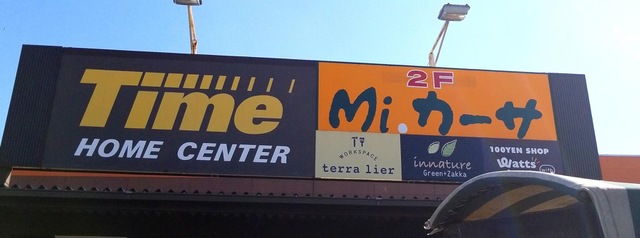 Time
HOME CENTER
2F
Mi.カーサ
WORKSPACE
terra lier
innature
Green+Zakka
100YEN SHOP
Watts